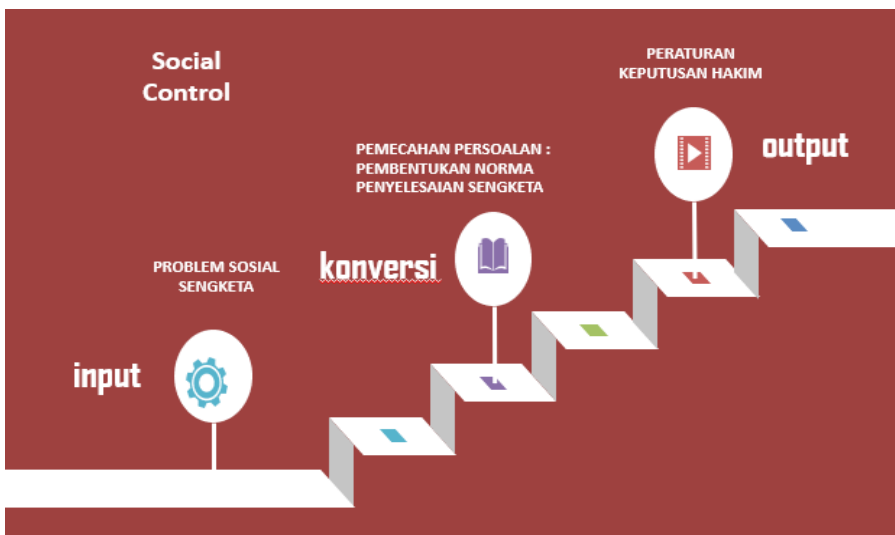 Social
Control
PROBLEM SOSIAL
SENGKETA
input
PEMECAHAN PERSOALAN :
PEMBENTUKAN NORMA
PENYELESAIAN SENGKETA
konversi
PERATURAN
KEPUTUSAN HAKIM
output